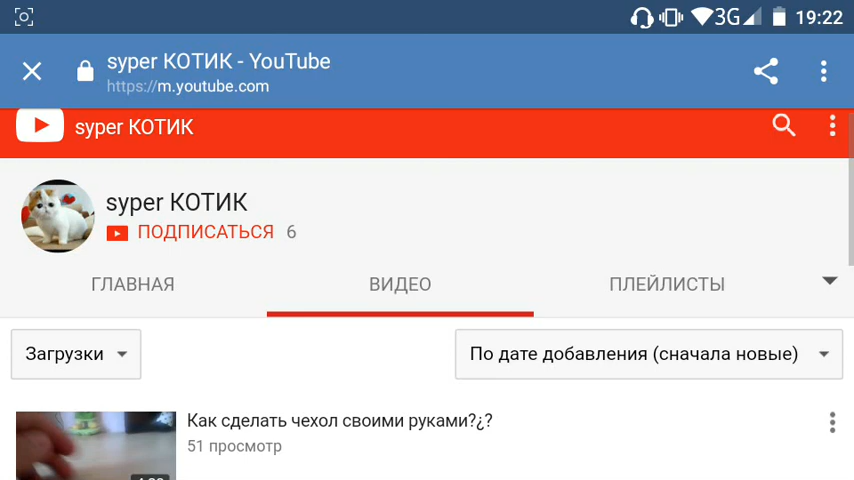 3G 19:22
syper КОТИК - YouTube
https://m.youtube.com
syper КОТИК
syper КОТИК
ПОДПИСАТЬСЯ 6
ГЛАВНАЯ ВИДЕО ПЛЕЙЛИСТЫ
Загрузки По дате добавления (сначала новые)
Как сделать чехол своими руками?¿?
51 просмотр